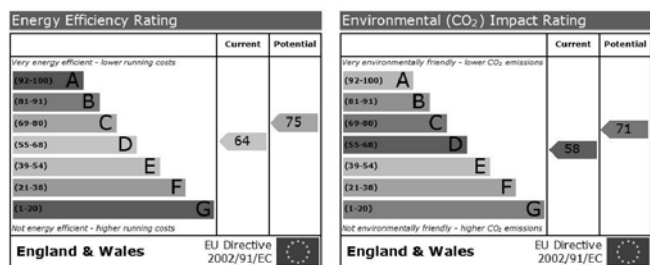 Energy Efficiency Rating
Current Potential
Very energy efficient - lower running costs
(92-100) A
(81-91) B
(69-80) C
75
(55-68) D
64
(39-54) E
(21-38) F
(1-20) G
Not energy efficient - higher running costs
England & Wales
EU Directive
2002/91/EC
Environmental (CO₂) Impact Rating
Current Potential
Very environmentally friendly - lower CO₂ emissions
(92-100) A
(81-91) B
(69-80) C
71
(55-68) D
58
(39-54) E
(21-38) F
(1-20) G
Not environmentally friendly - higher CO₂ emissions
England & Wales
EU Directive
2002/91/EC